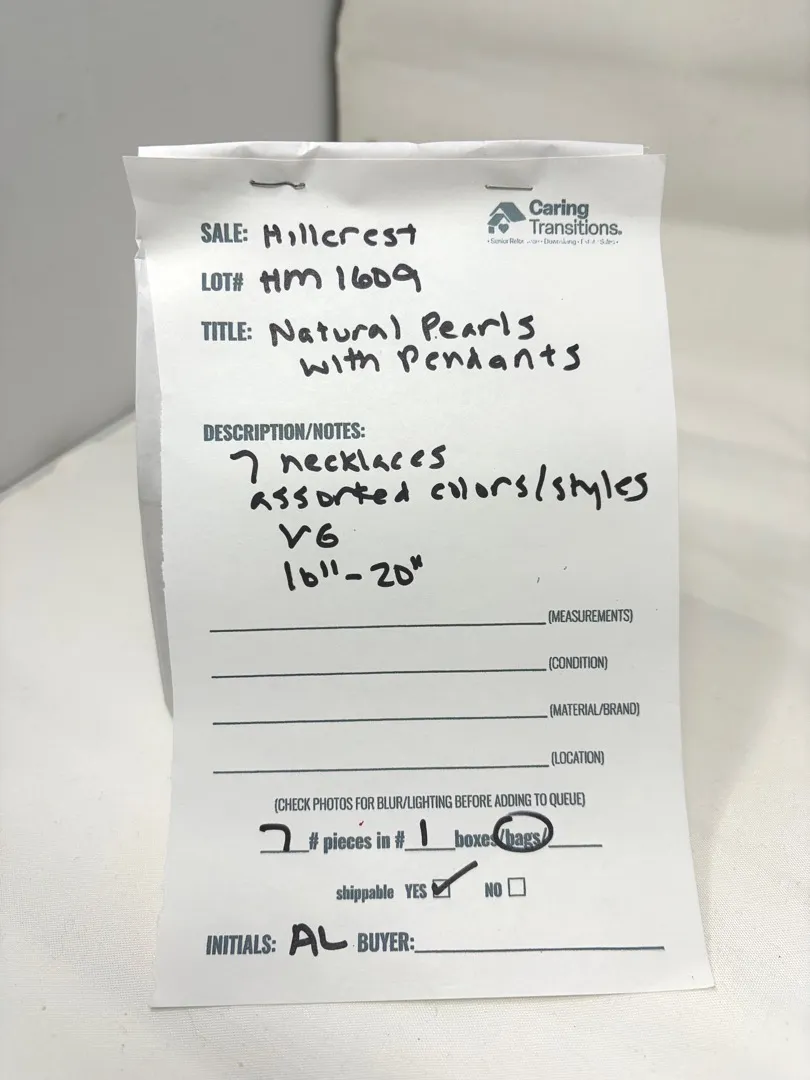 Caring
Transitions®
SALE: Hillcrest
LOT# HM 1609
TITLE: Natural Pearls
with Pendants
DESCRIPTION/NOTES:
7 necklaces
assorted colors/styles
VG
16"-20"
(MEASUREMENTS)
(CONDITION)
(MATERIAL/BRAND)
(LOCATION)
(CHECK PHOTOS FOR BLUR/LIGHTING BEFORE ADDING TO QUEUE)
7 # pieces in # 1 boxes/bags/
shippable YES NO
INITIALS: AL BUYER: